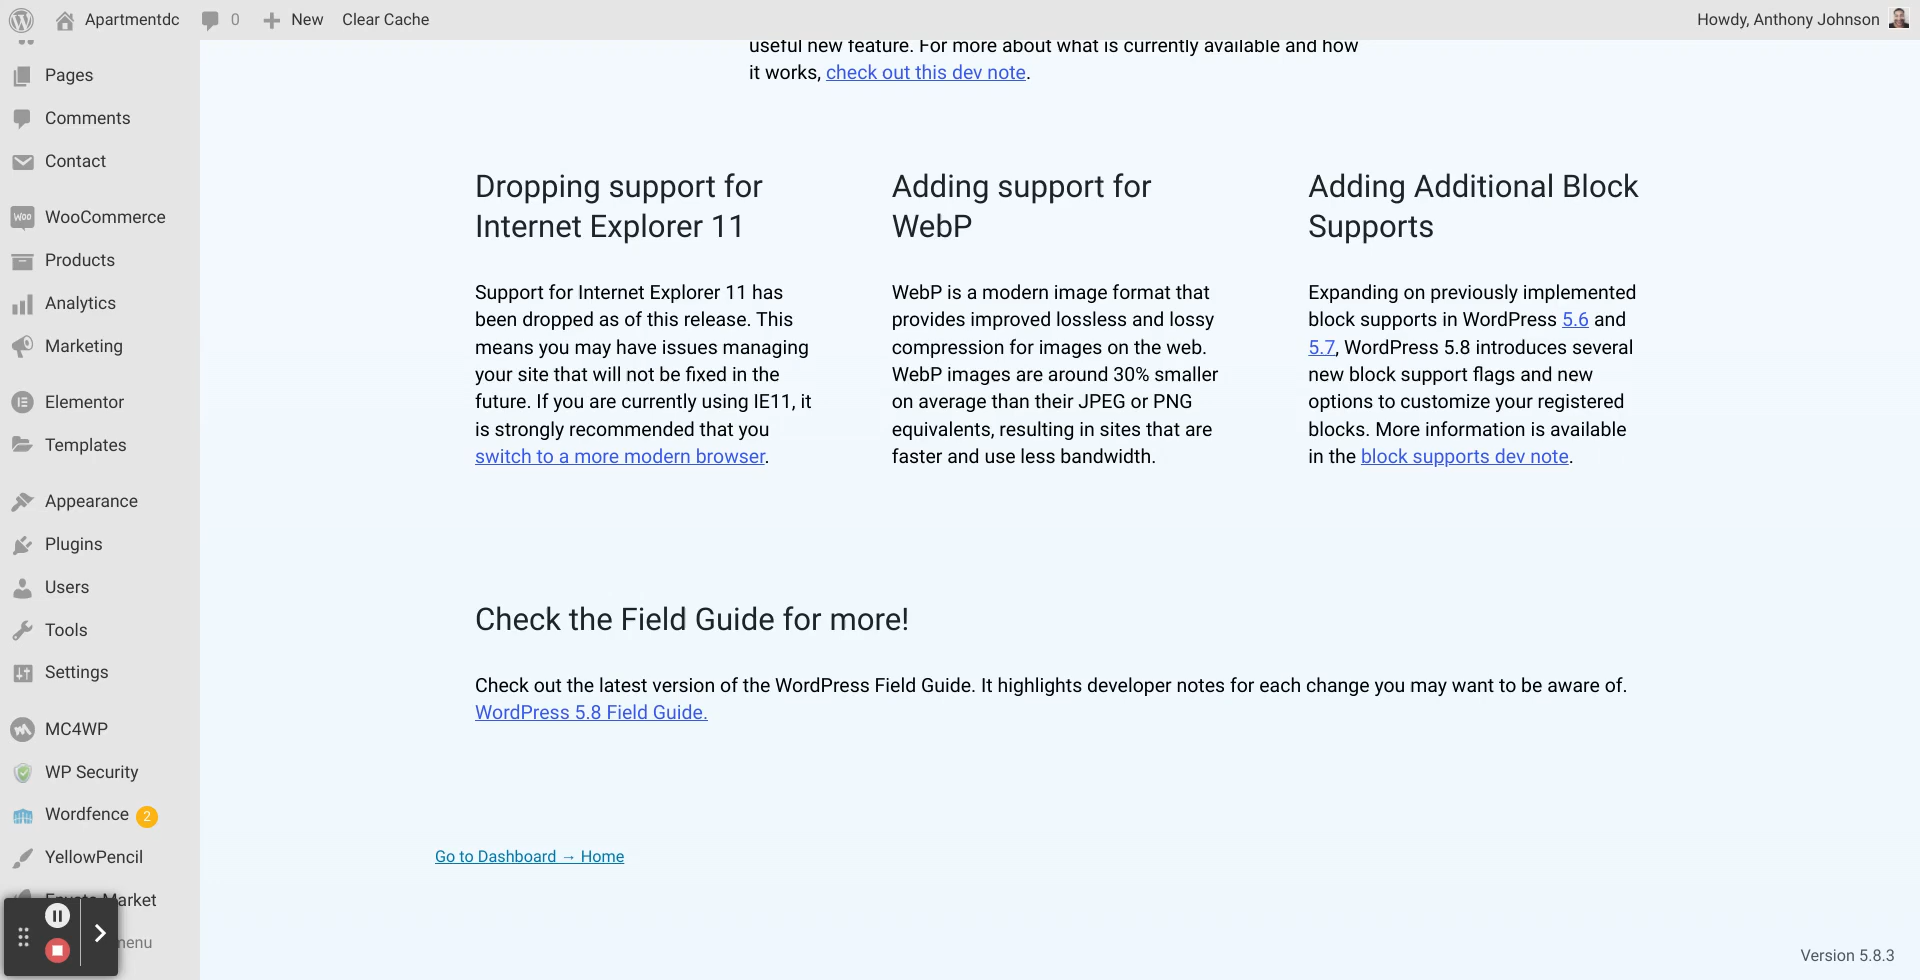 Apartmentdc
0
New
Clear Cache
Howdy, Anthony Johnson
Pages
Comments
Contact
WooCommerce
Products
Analytics
Marketing
Elementor
Templates
Appearance
Plugins
Users
Tools
Settings
MC4WP
WP Security
Wordfence 2
YellowPencil
Market
menu
useful new feature. For more about what is currently available and how
it works, check out this dev note.
Dropping support for
Internet Explorer 11
Support for Internet Explorer 11 has
been dropped as of this release. This
means you may have issues managing
your site that will not be fixed in the
future. If you are currently using IE11, it
is strongly recommended that you
switch to a more modern browser.
Adding support for
WebP
WebP is a modern image format that
provides improved lossless and lossy
compression for images on the web.
WebP images are around 30% smaller
on average than their JPEG or PNG
equivalents, resulting in sites that are
faster and use less bandwidth.
Adding Additional Block
Supports
Expanding on previously implemented
block supports in WordPress 5.6 and
5.7, WordPress 5.8 introduces several
new block support flags and new
options to customize your registered
blocks. More information is available
in the block supports dev note.
Check the Field Guide for more!
Check out the latest version of the WordPress Field Guide. It highlights developer notes for each change you may want to be aware of.
WordPress 5.8 Field Guide.
Go to Dashboard → Home
Version 5.8.3